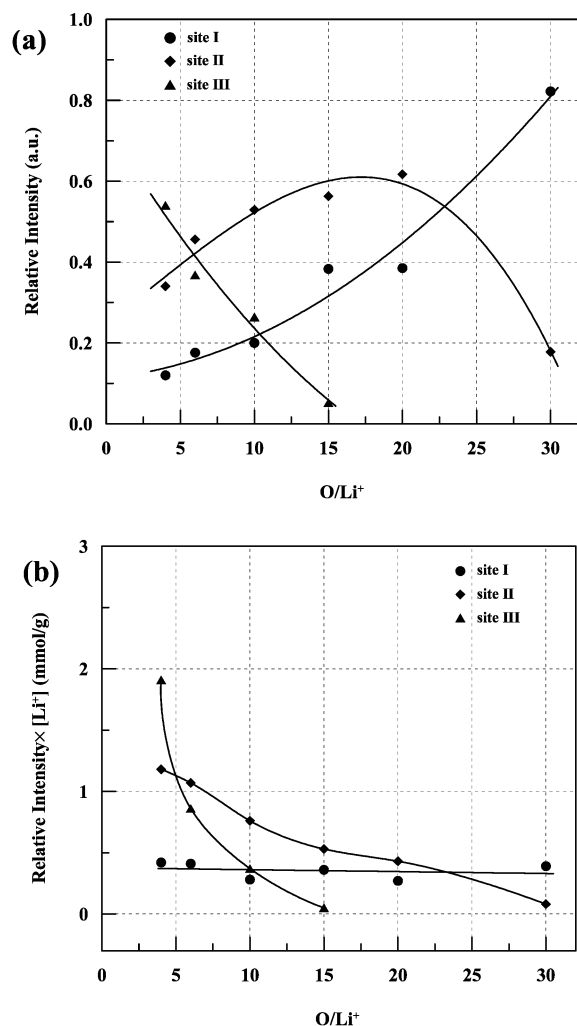 (a)
site I
site II
site III
1.0
0.8
0.6
0.4
0.2
0.0
Relative Intensity (a.u.)
0 5 10 15 20 25 30
O/Li⁺
(b)
site I
site II
site III
3
2
1
0
Relative Intensity× [Li⁺] (mmol/g)
0 5 10 15 20 25 30
O/Li⁺